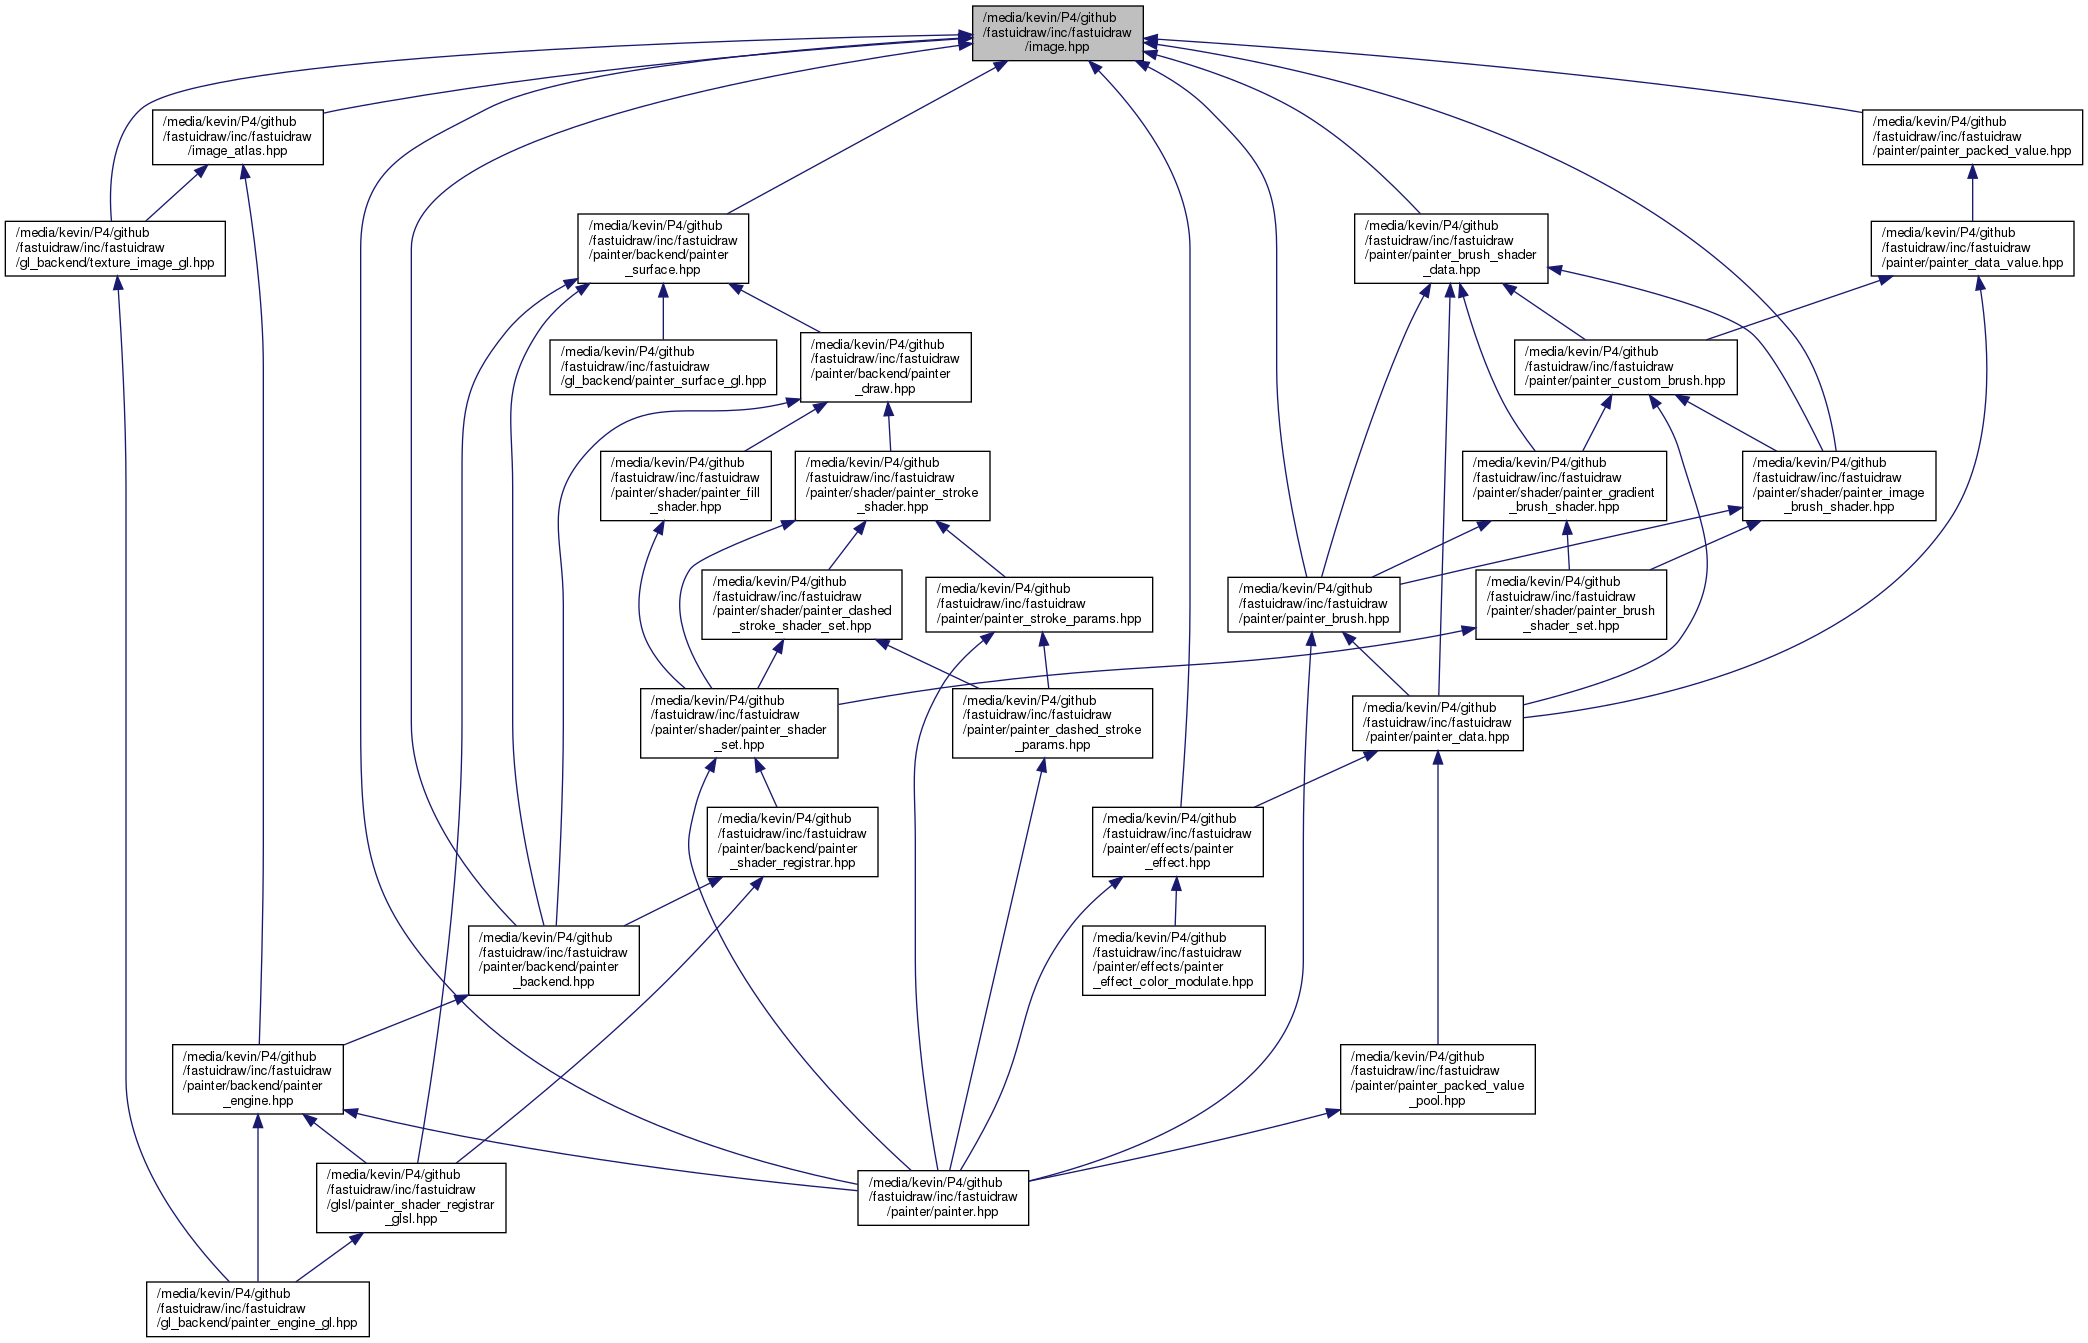 /media/kevin/P4/github
/fastuidraw/inc/fastuidraw
/image.hpp
/media/kevin/P4/github
/fastuidraw/inc/fastuidraw
/image_atlas.hpp
/media/kevin/P4/github
/fastuidraw/inc/fastuidraw
/painter/painter_packed_value.hpp
/media/kevin/P4/github
/fastuidraw/inc/fastuidraw
/gl_backend/texture_image_gl.hpp
/media/kevin/P4/github
/fastuidraw/inc/fastuidraw
/painter/backend/painter
_surface.hpp
/media/kevin/P4/github
/fastuidraw/inc/fastuidraw
/painter/painter_brush_shader
_data.hpp
/media/kevin/P4/github
/fastuidraw/inc/fastuidraw
/painter/painter_data_value.hpp
/media/kevin/P4/github
/fastuidraw/inc/fastuidraw
/gl_backend/painter_surface_gl.hpp
/media/kevin/P4/github
/fastuidraw/inc/fastuidraw
/painter/backend/painter
_draw.hpp
/media/kevin/P4/github
/fastuidraw/inc/fastuidraw
/painter/painter_custom_brush.hpp
/media/kevin/P4/github
/fastuidraw/inc/fastuidraw
/painter/shader/painter_fill
_shader.hpp
/media/kevin/P4/github
/fastuidraw/inc/fastuidraw
/painter/shader/painter_stroke
_shader.hpp
/media/kevin/P4/github
/fastuidraw/inc/fastuidraw
/painter/shader/painter_gradient
_brush_shader.hpp
/media/kevin/P4/github
/fastuidraw/inc/fastuidraw
/painter/shader/painter_image
_brush_shader.hpp
/media/kevin/P4/github
/fastuidraw/inc/fastuidraw
/painter/shader/painter_dashed
_stroke_shader_set.hpp
/media/kevin/P4/github
/fastuidraw/inc/fastuidraw
/painter/painter_stroke_params.hpp
/media/kevin/P4/github
/fastuidraw/inc/fastuidraw
/painter/painter_brush.hpp
/media/kevin/P4/github
/fastuidraw/inc/fastuidraw
/painter/shader/painter_brush
_shader_set.hpp
/media/kevin/P4/github
/fastuidraw/inc/fastuidraw
/painter/shader/painter_shader
_set.hpp
/media/kevin/P4/github
/fastuidraw/inc/fastuidraw
/painter/painter_dashed_stroke
_params.hpp
/media/kevin/P4/github
/fastuidraw/inc/fastuidraw
/painter/painter_data.hpp
/media/kevin/P4/github
/fastuidraw/inc/fastuidraw
/painter/backend/painter
_shader_registrar.hpp
/media/kevin/P4/github
/fastuidraw/inc/fastuidraw
/painter/effects/painter
_effect.hpp
/media/kevin/P4/github
/fastuidraw/inc/fastuidraw
/painter/backend/painter
_backend.hpp
/media/kevin/P4/github
/fastuidraw/inc/fastuidraw
/painter/effects/painter
_effect_color_modulate.hpp
/media/kevin/P4/github
/fastuidraw/inc/fastuidraw
/painter/backend/painter
_engine.hpp
/media/kevin/P4/github
/fastuidraw/inc/fastuidraw
/painter/painter_packed_value
_pool.hpp
/media/kevin/P4/github
/fastuidraw/inc/fastuidraw
/glsl/painter_shader_registrar
_glsl.hpp
/media/kevin/P4/github
/fastuidraw/inc/fastuidraw
/painter/painter.hpp
/media/kevin/P4/github
/fastuidraw/inc/fastuidraw
/gl_backend/painter_engine_gl.hpp